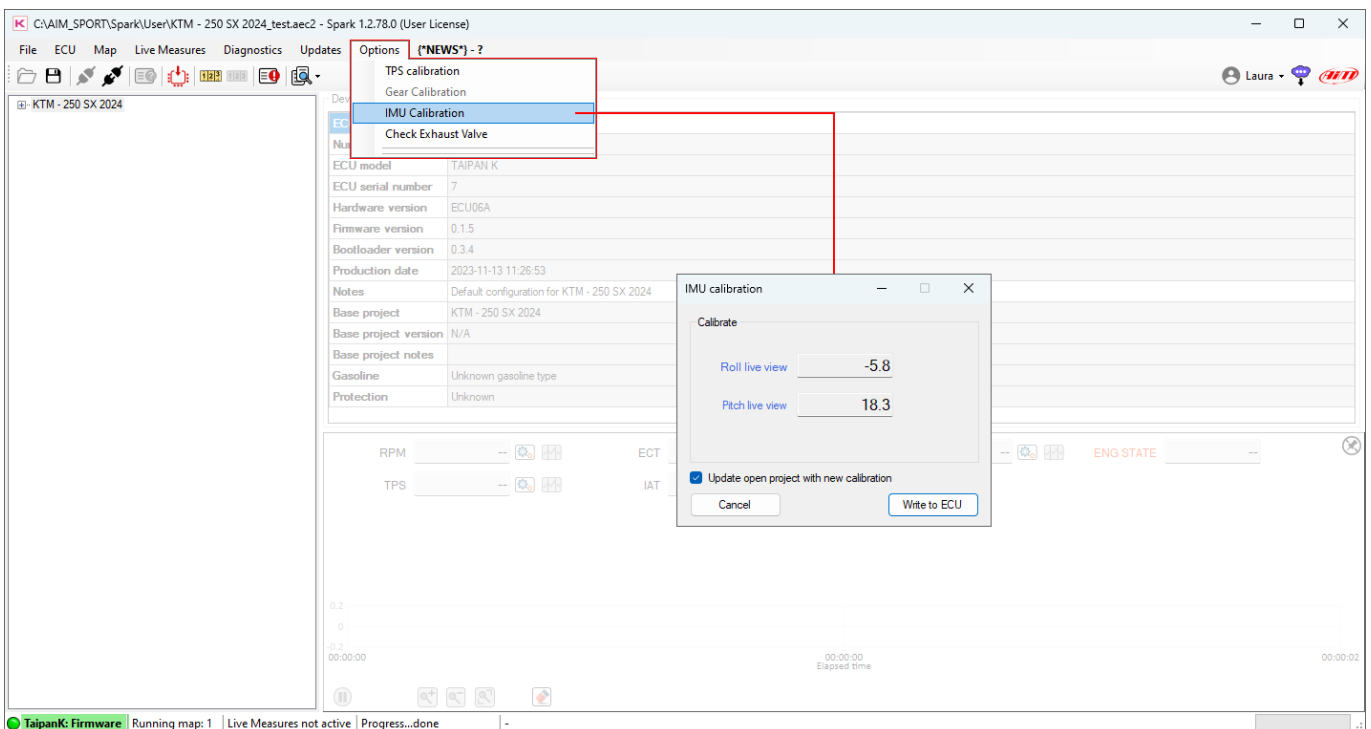 C:\AIM_SPORT\Spark\User\KTM - 250 SX 2024_test.aec2 - Spark 1.2.78.0 (User License)
File ECU Map Live Measures Diagnostics Updates Options {*NEWS*} - ?
Laura
AiM
TPS calibration
Gear Calibration
IMU Calibration
Check Exhaust Valve
KTM - 250 SX 2024
ECU model TAIPAN K
ECU serial number 7
Hardware version ECU06A
Firmware version 0.1.5
Bootloader version 0.3.4
Production date 2023-11-13 11:26:53
Notes Default configuration for KTM - 250 SX 2024
Base project KTM - 250 SX 2024
Base project version N/A
Base project notes
Gasoline Unknown gasoline type
Protection Unknown
IMU calibration
Calibrate
Roll live view -5.8
Pitch live view 18.3
Update open project with new calibration
Cancel Write to ECU
RPM -- ECT -- ENG STATE --
TPS -- IAT
0.2
0
-0.2
00:00:00 00:00:00 00:00:02
Elapsed time
TaipanK: Firmware Running map: 1 Live Measures not active Progress...done -